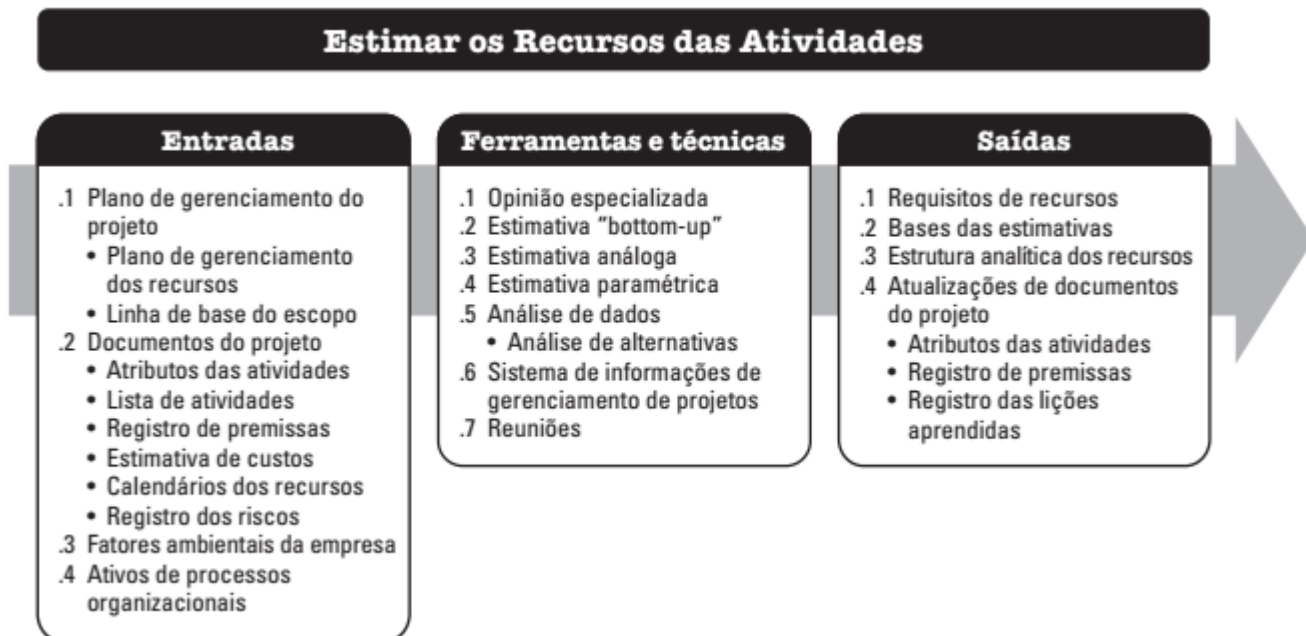 Estimar os Recursos das Atividades
Entradas
.1 Plano de gerenciamento do
projeto
• Plano de gerenciamento
dos recursos
• Linha de base do escopo
.2 Documentos do projeto
• Atributos das atividades
• Lista de atividades
• Registro de premissas
• Estimativa de custos
• Calendários dos recursos
• Registro dos riscos
.3 Fatores ambientais da empresa
.4 Ativos de processos
organizacionais
Ferramentas e técnicas
.1 Opinião especializada
.2 Estimativa "bottom-up"
.3 Estimativa análoga
.4 Estimativa paramétrica
.5 Análise de dados
• Análise de alternativas
.6 Sistema de informações de
gerenciamento de projetos
.7 Reuniões
Saídas
.1 Requisitos de recursos
.2 Bases das estimativas
.3 Estrutura analítica dos recursos
.4 Atualizações de documentos
do projeto
• Atributos das atividades
• Registro de premissas
• Registro das lições
aprendidas